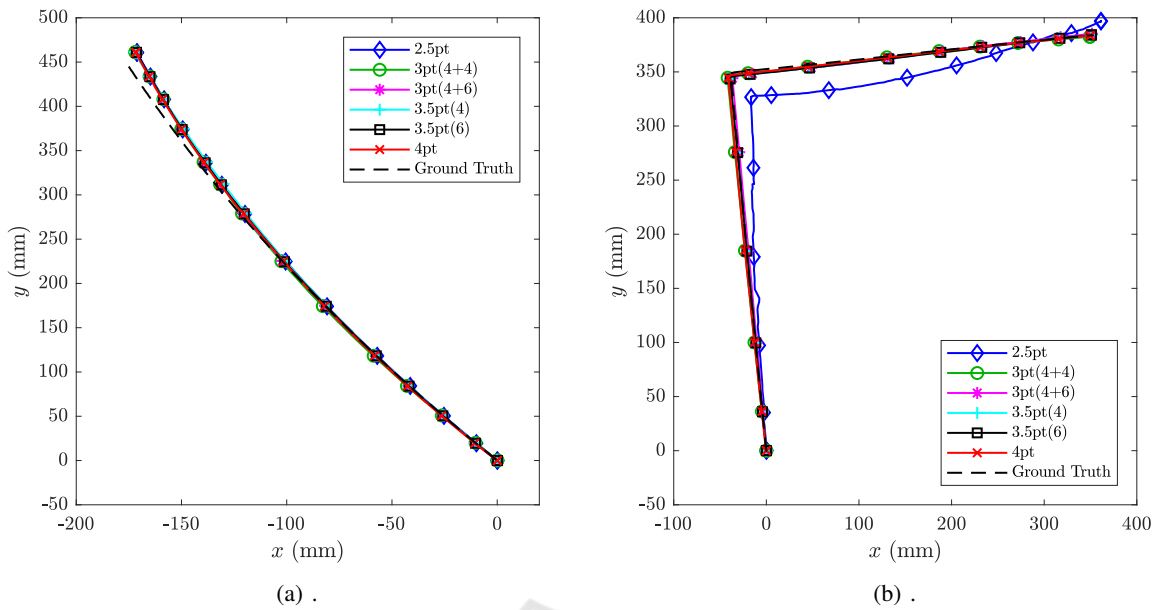 500
450
400
350
300
250
200
150
100
50
0
50
-200
-150
-100
-50
0
y (mm)
x (mm)
2.5pt
3pt(4+4)
3pt(4+6)
3.5pt(4)
3.5pt(6)
4pt
Ground Truth
(a) .
400
350
300
250
200
150
100
50
0
50
-100
0
100
200
300
400
y (mm)
x (mm)
2.5pt
3pt(4+4)
3pt(4+6)
3.5pt(4)
3.5pt(6)
4pt
Ground Truth
(b) .